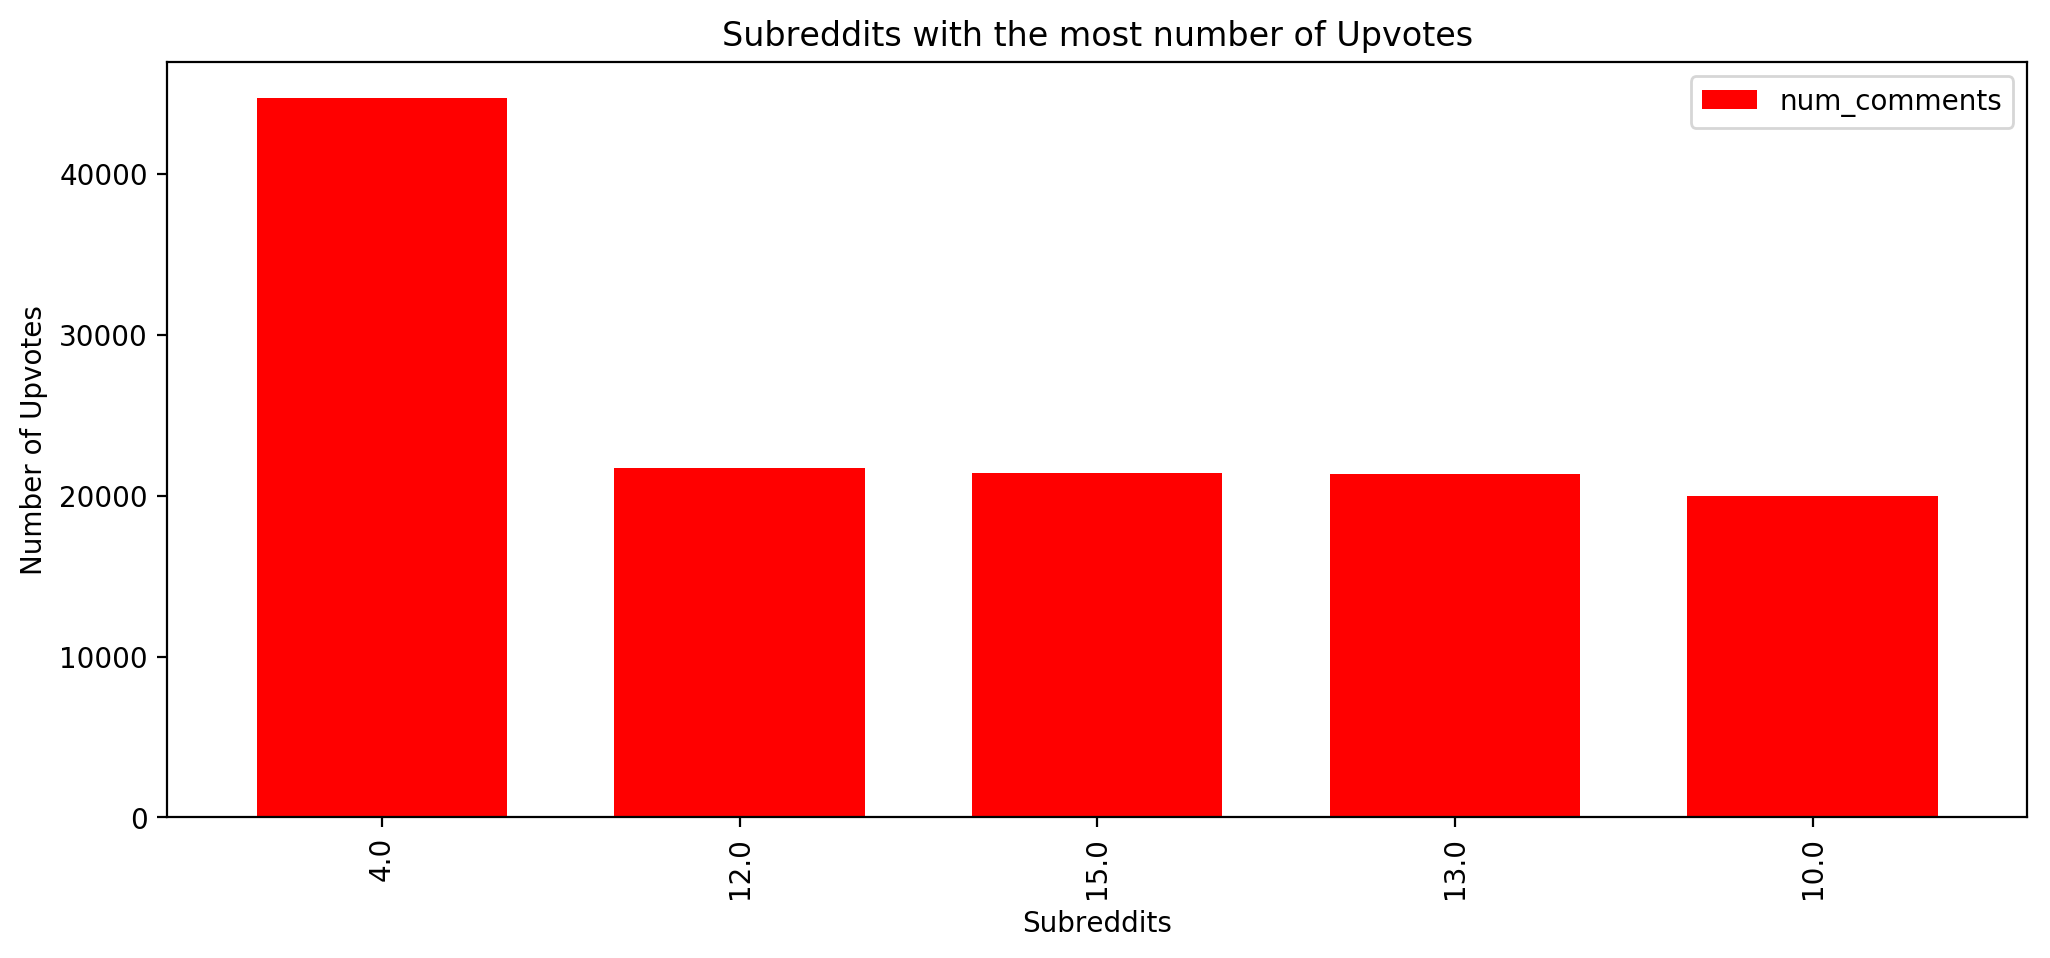 Subreddits with the most number of Upvotes
num_comments
Number of Upvotes
40000
30000
20000
10000
0
4.0
12.0
15.0
13.0
10.0
Subreddits